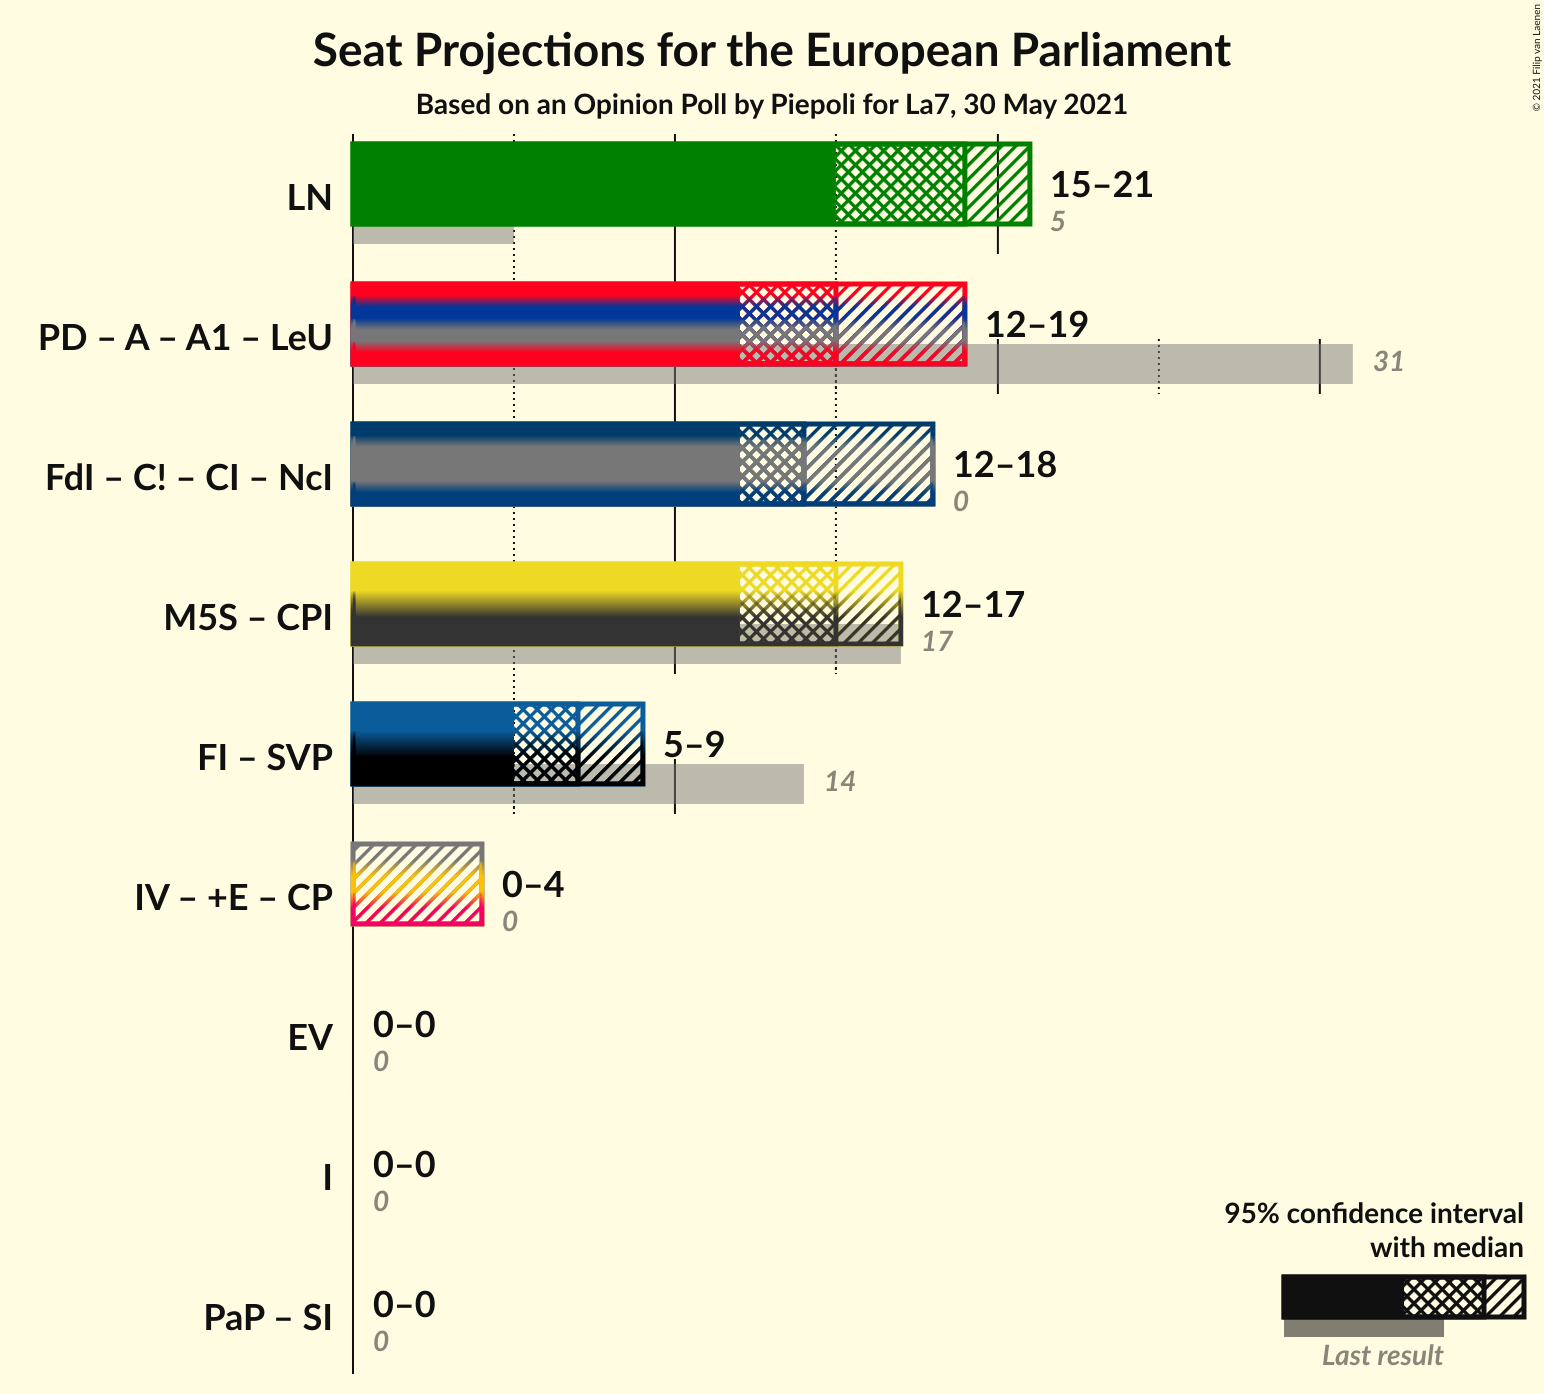 Seat Projections for the European Parliament
Based on an Opinion Poll by Piepoli for La7, 30 May 2021
© 2021 Filip van Laenen
LN
15–21
5
PD – A – A1 – LeU
12–19
31
FdI – C! – CI – NcI
12–18
0
M5S – CPI
12–17
17
FI – SVP
5–9
14
IV – +E – CP
0–4
0
EV
0–0
0
I
0–0
0
PaP – SI
0–0
0
95% confidence interval
with median
Last result